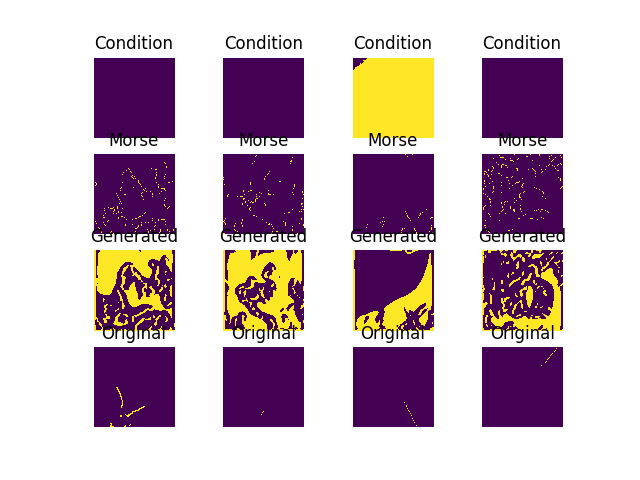 Condition Condition Condition Condition
Morse Morse Morse Morse
Generated Generated Generated Generated
Original Original Original Original